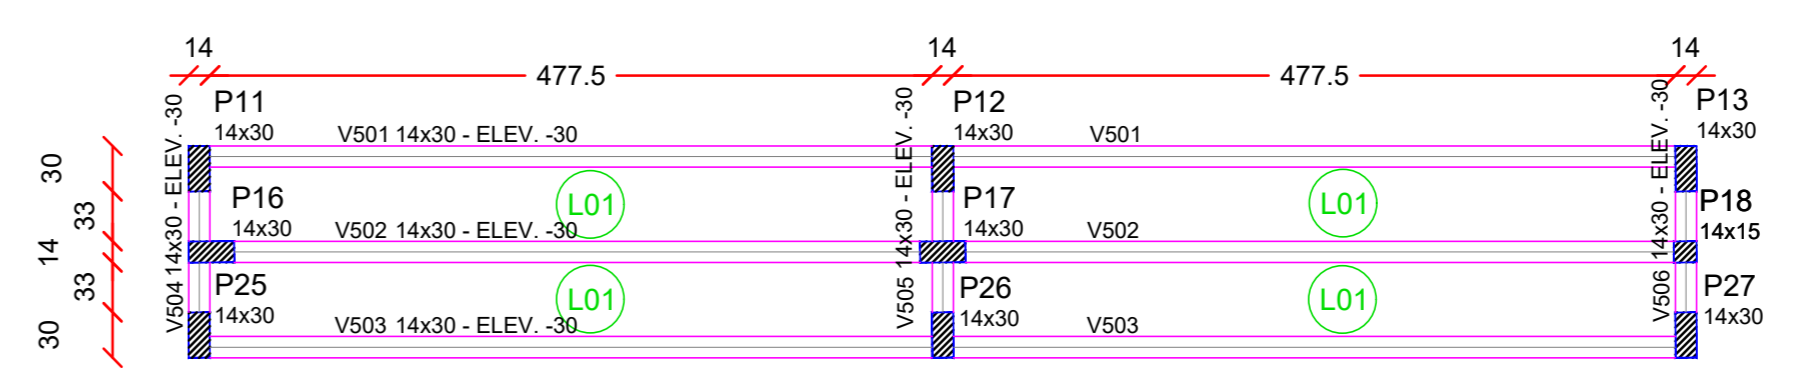 14
14
14
477.5
477.5
P11
14x30
V501 14x30 - ELEV. -30
P12
14x30
V501
P13
14x30
30
33
14
33
30
V504 14x30 - ELEV. -30
V505 14x30 - ELEV. -30
V506 14x30 - ELEV. -30
P16
14x30
L01
V502 14x30 - ELEV. -30
P17
14x30
L01
V502
P18
14x15
P25
14x30
L01
V503 14x30 - ELEV. -30
P26
14x30
L01
V503
P27
14x30